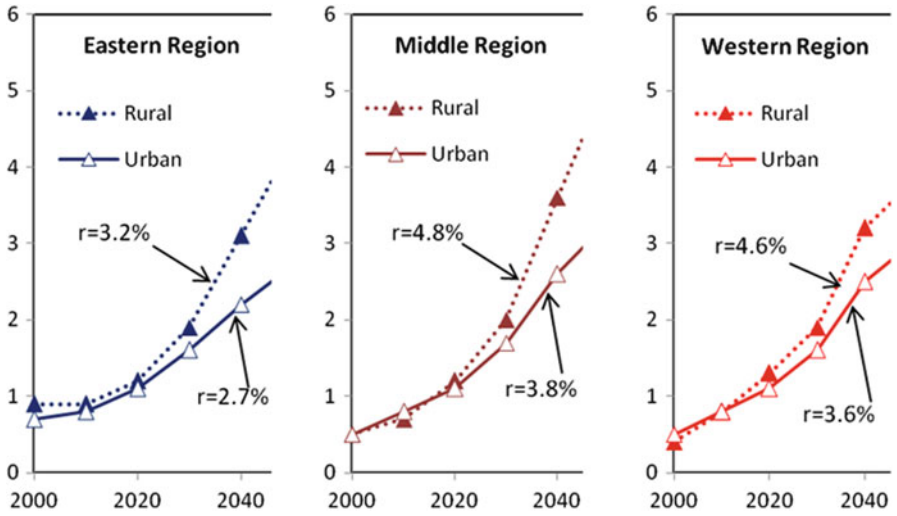 Eastern Region
6
5
4
3
2
1
0
Rural
Urban
r=3.2%
r=2.7%
2000
2020
2040
Middle Region
6
5
4
3
2
1
0
Rural
Urban
r=4.8%
r=3.8%
2000
2020
2040
Western Region
6
5
4
3
2
1
0
Rural
Urban
r=4.6%
r=3.6%
2000
2020
2040